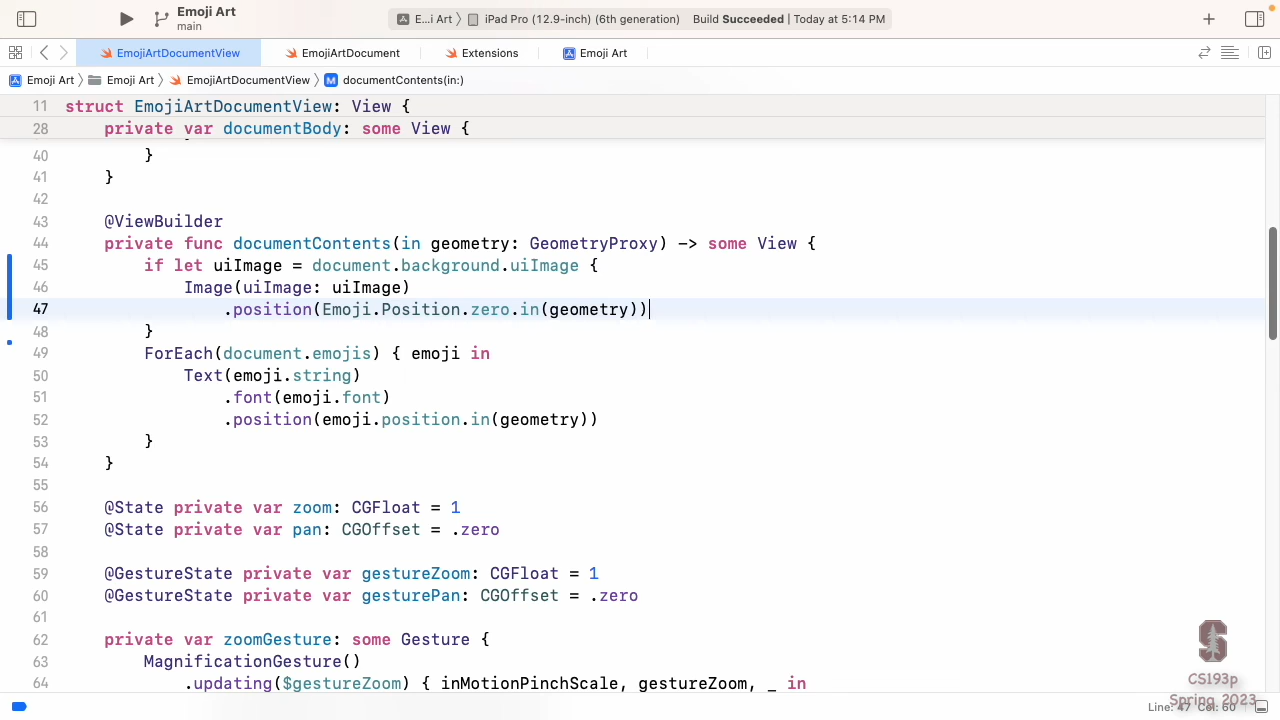 Emoji Art
main
E...i Art 〉 iPad Pro (12.9-inch) (6th generation) Build Succeeded | Today at 5:14 PM
EmojiArtDocumentView EmojiArtDocument Extensions Emoji Art
Emoji Art 〉 Emoji Art 〉 EmojiArtDocumentView 〉 M documentContents(in:)
11 struct EmojiArtDocumentView: View {
28 private var documentBody: some View {
40 }
41 }
42
43 @ViewBuilder
44 private func documentContents(in geometry: GeometryProxy) -> some View {
45 if let uiImage = document.background.uiImage {
46 Image(uiImage: uiImage)
47 .position(Emoji.Position.zero.in(geometry))
48 }
49 ForEach(document.emojis) { emoji in
50 Text(emoji.string)
51 .font(emoji.font)
52 .position(emoji.position.in(geometry))
53 }
54 }
55
56 @State private var zoom: CGFloat = 1
57 @State private var pan: CGOffset = .zero
58
59 @GestureState private var gestureZoom: CGFloat = 1
60 @GestureState private var gesturePan: CGOffset = .zero
61
62 private var zoomGesture: some Gesture {
63 MagnificationGesture()
64 .updating($gestureZoom) { inMotionPinchScale, gestureZoom, _ in
S
CS193p
Spring 2023
Line: 47 Col: 60